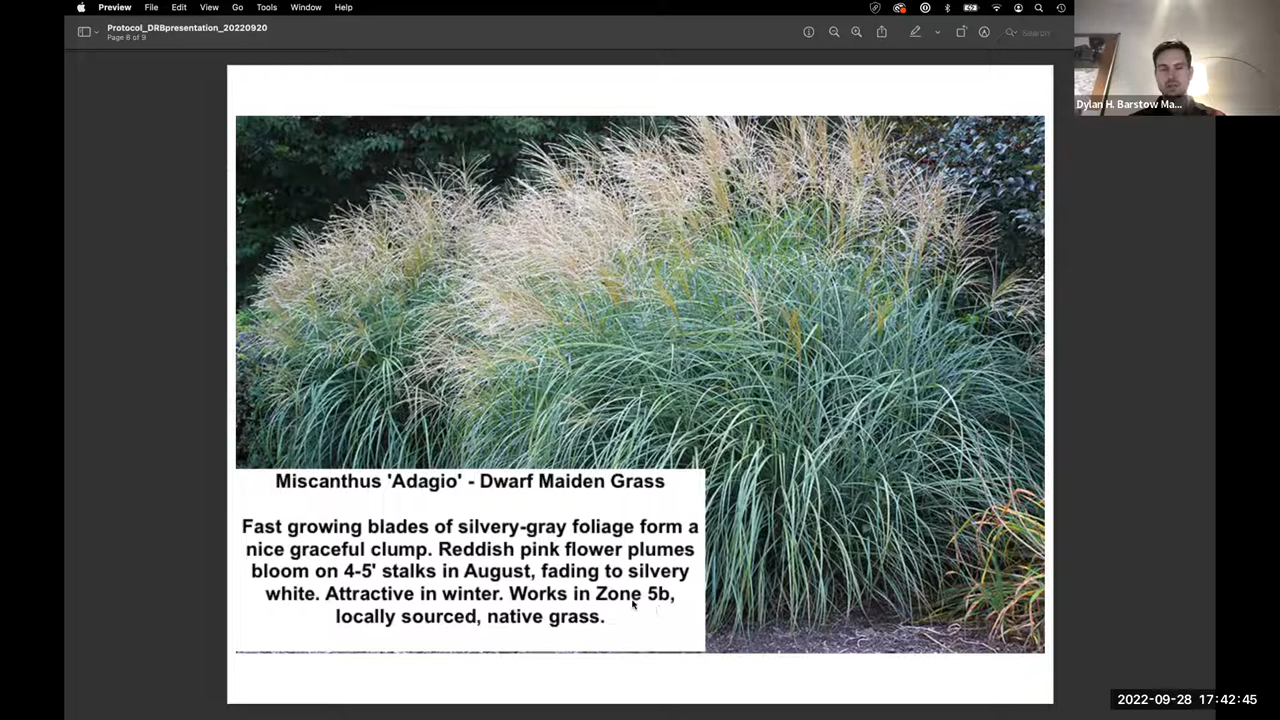 Preview File Edit View Go Tools Window Help
Protocol_DRBpresentation_20220920
Page 8 of 9
Search
Dylan H. Barstow Ma...
Miscanthus 'Adagio' - Dwarf Maiden Grass
Fast growing blades of silvery-gray foliage form a
nice graceful clump. Reddish pink flower plumes
bloom on 4-5' stalks in August, fading to silvery
white. Attractive in winter. Works in Zone 5b,
locally sourced, native grass.
2022-09-28 17:42:45